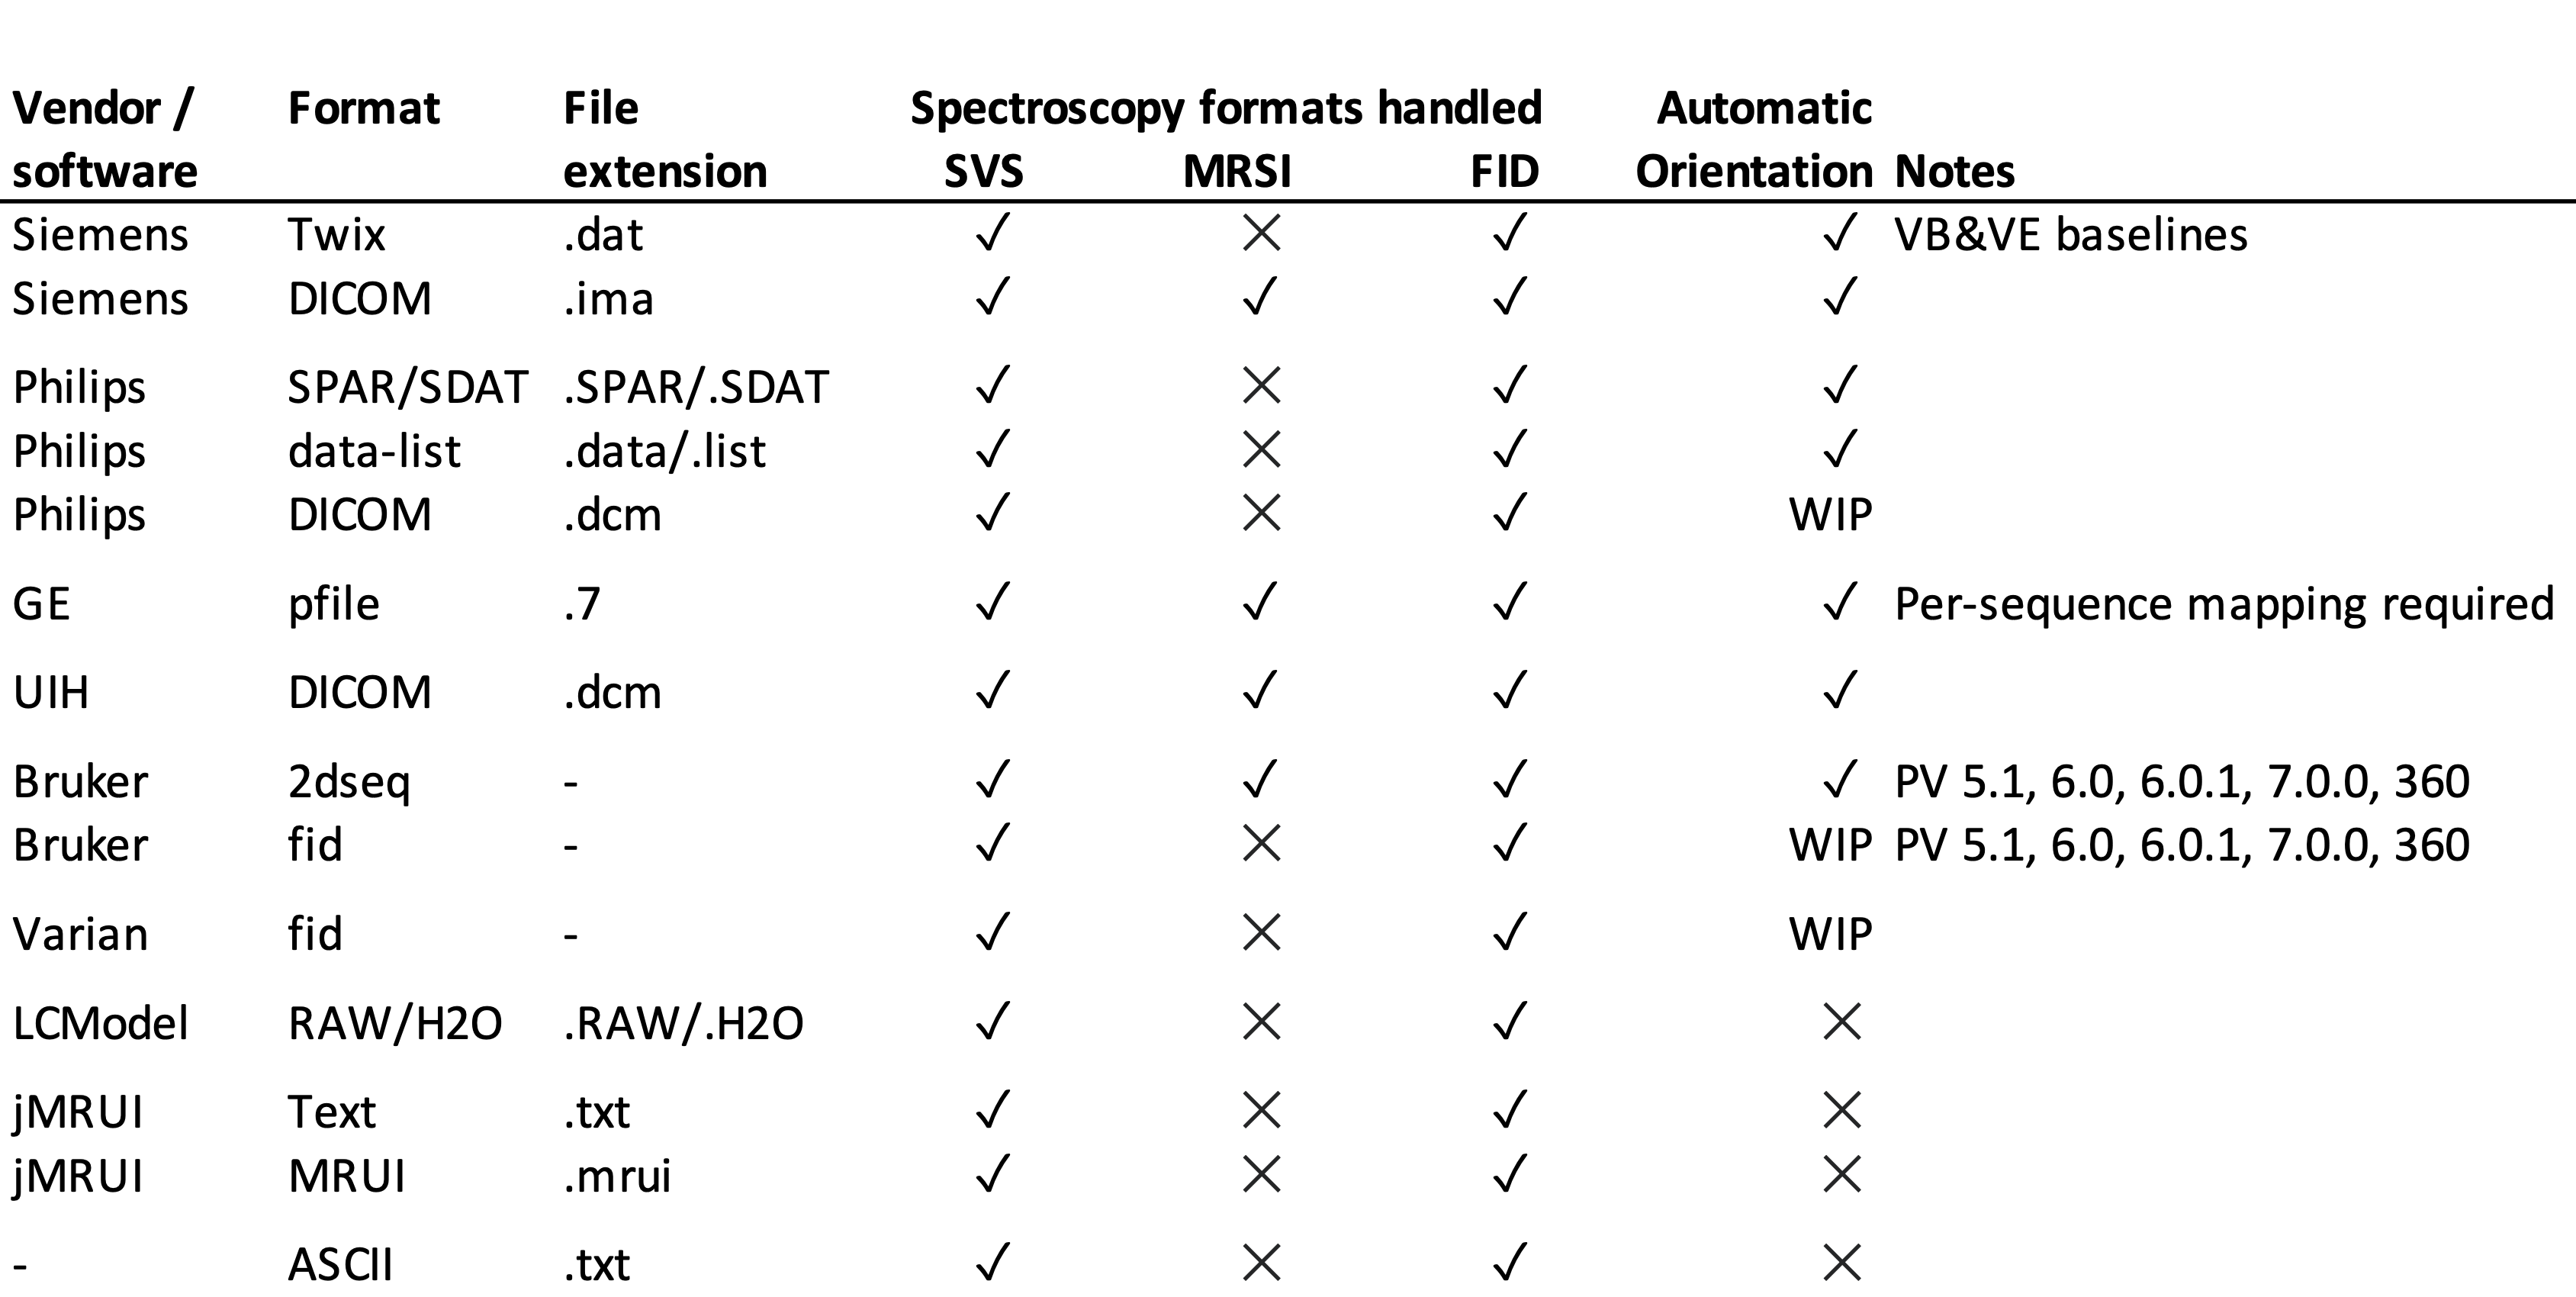 Vendor / Format File Spectroscopy formats handled Automatic
software extension SVS MRSI FID Orientation Notes
Siemens Twix .dat ✓ ✕ ✓ ✓ VB&VE baselines
Siemens DICOM .ima ✓ ✓ ✓ ✓
Philips SPAR/SDAT .SPAR/.SDAT ✓ ✕ ✓ ✓
Philips data-list .data/.list ✓ ✕ ✓ ✓
Philips DICOM .dcm ✓ ✕ ✓ WIP
GE pfile .7 ✓ ✓ ✓ ✓ Per-sequence mapping required
UIH DICOM .dcm ✓ ✓ ✓ ✓
Bruker 2dseq - ✓ ✓ ✓ ✓ PV 5.1, 6.0, 6.0.1, 7.0.0, 360
Bruker fid - ✓ ✕ ✓ WIP PV 5.1, 6.0, 6.0.1, 7.0.0, 360
Varian fid - ✓ ✕ ✓ WIP
LCModel RAW/H2O .RAW/.H2O ✓ ✕ ✓ ✕
jMRUI Text .txt ✓ ✕ ✓ ✕
jMRUI MRUI .mrui ✓ ✕ ✓ ✕
- ASCII .txt ✓ ✕ ✓ ✕